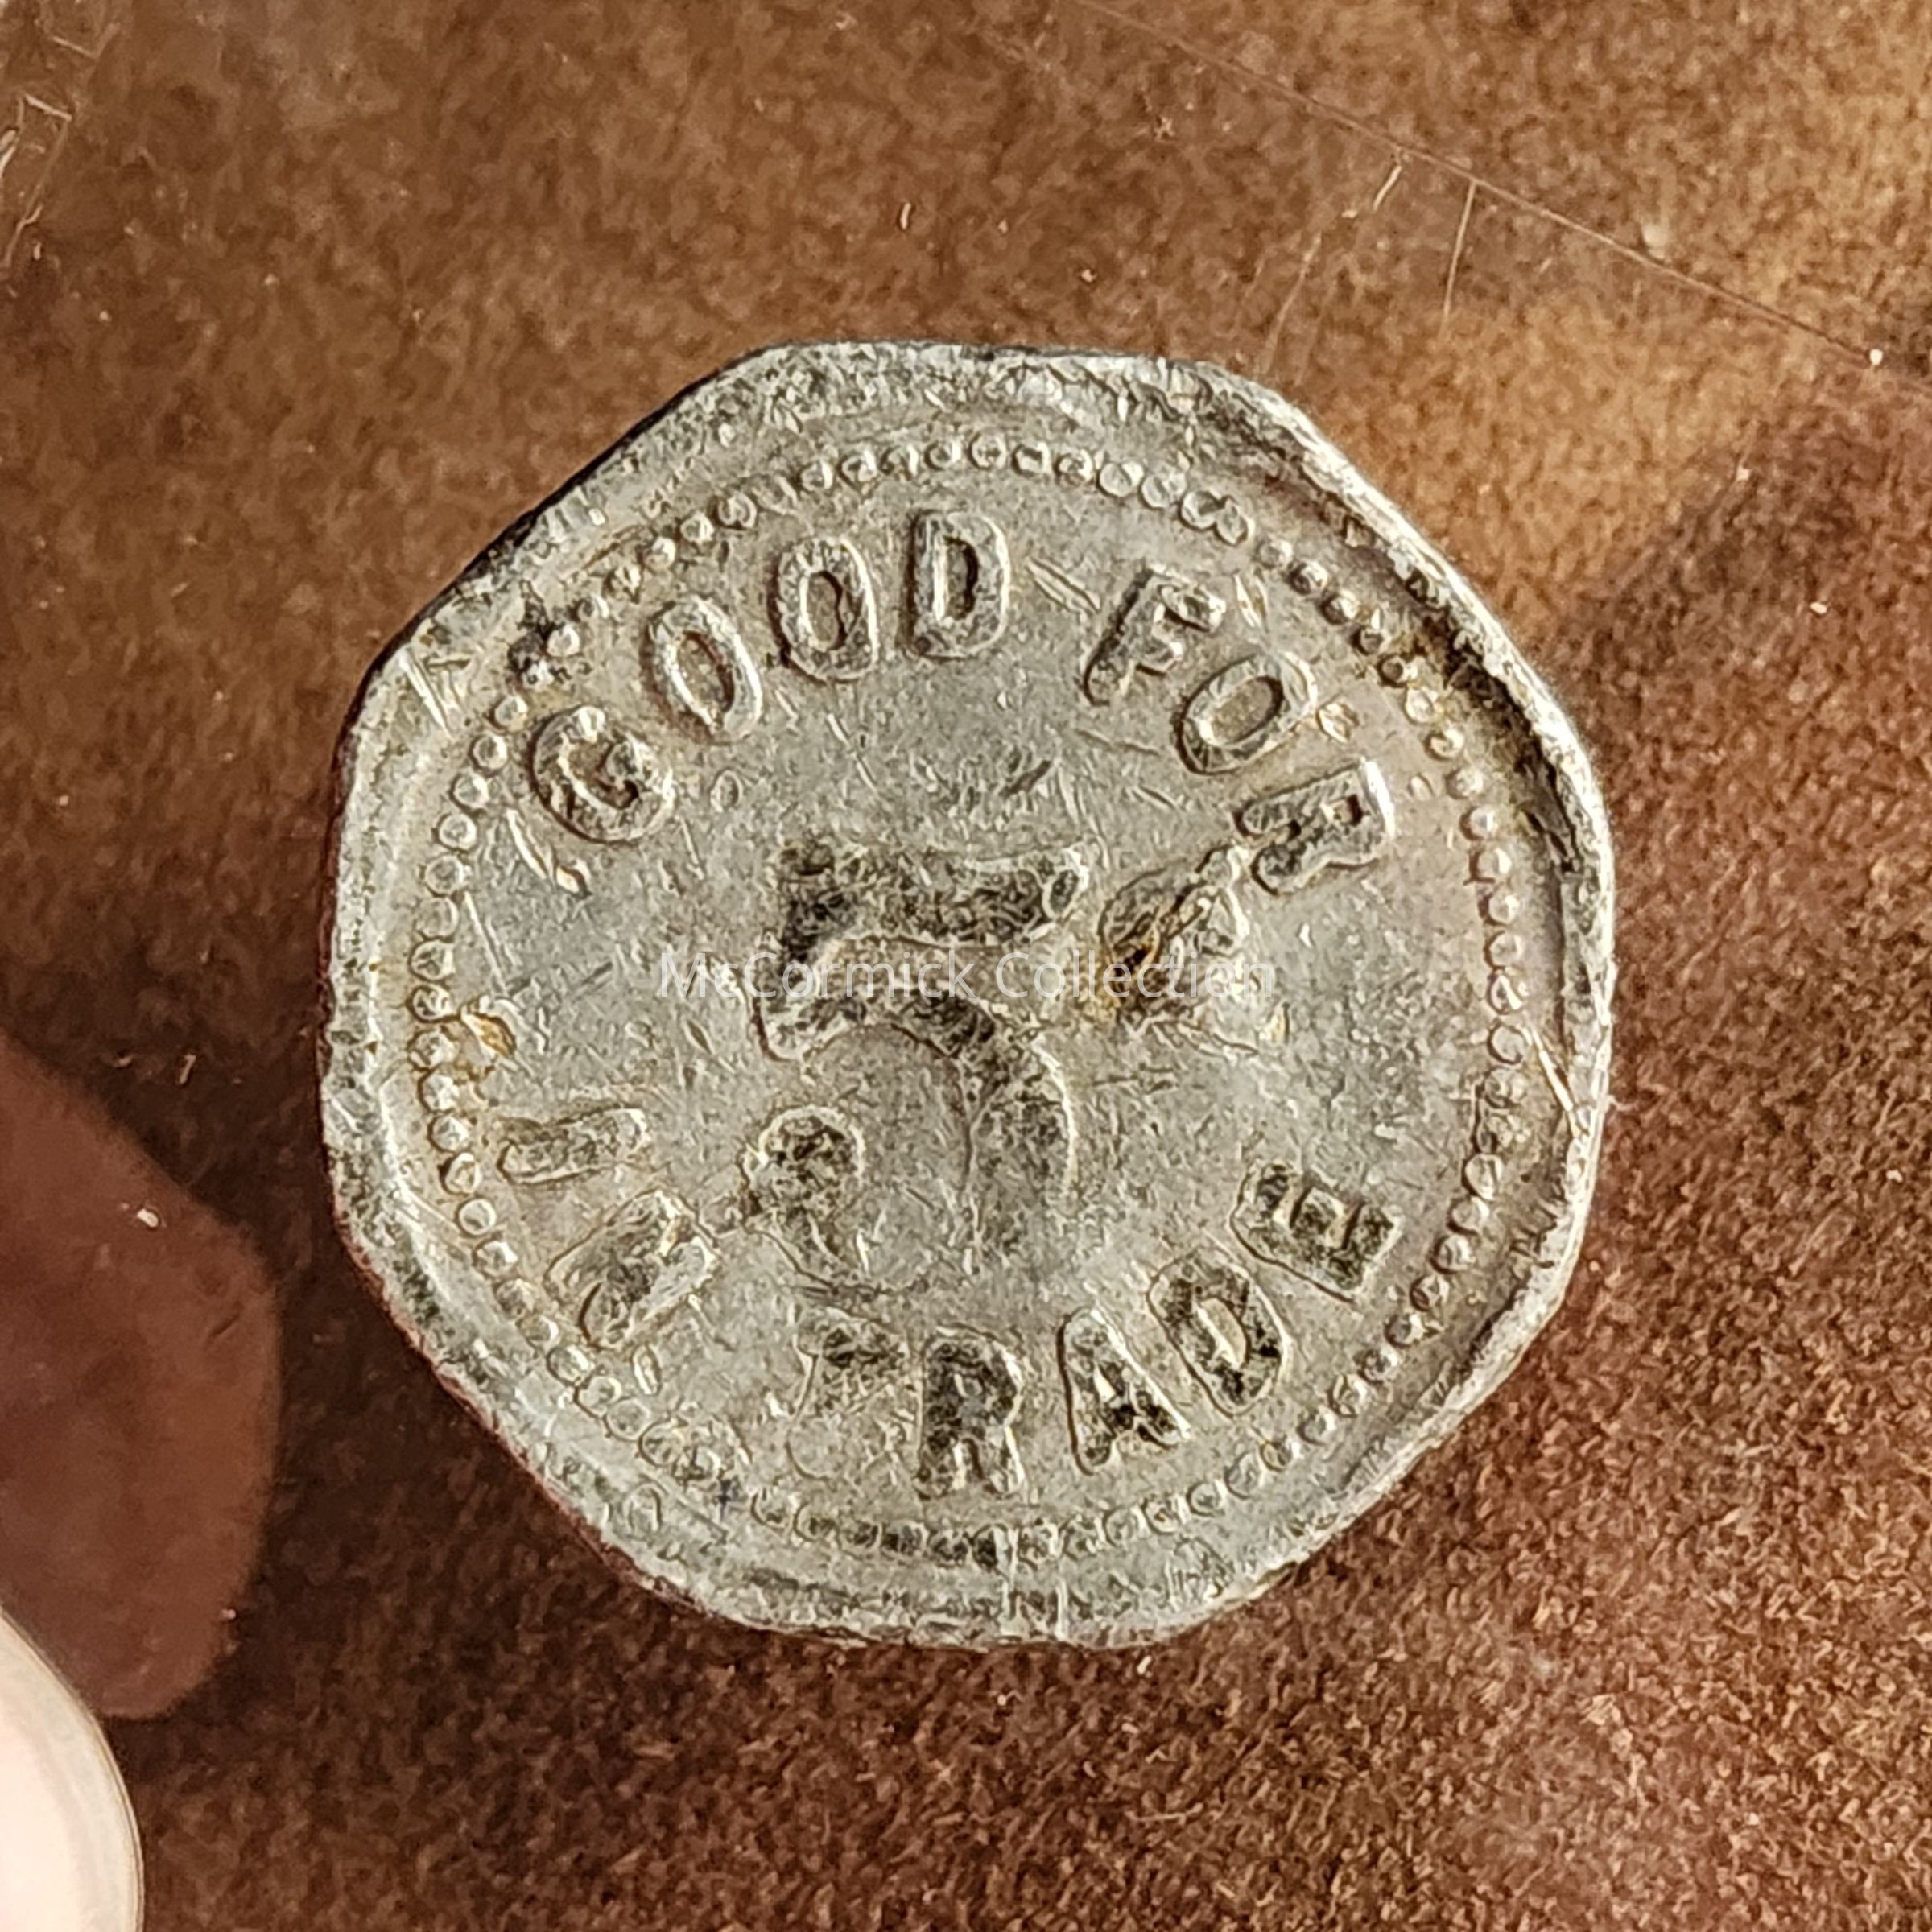 GOOD FOR
5¢
IN TRADE
McCormick Collection